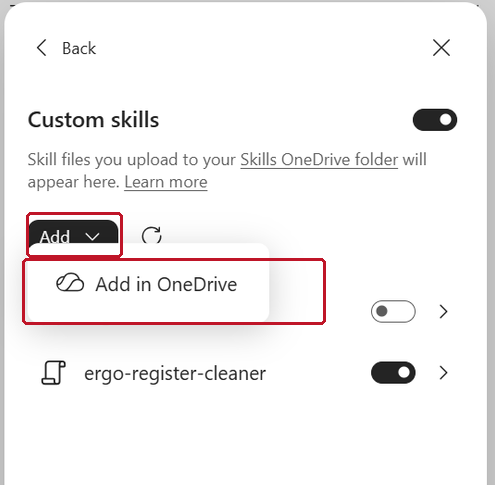 Back
Custom skills
Skill files you upload to your Skills OneDrive folder will
appear here. Learn more
Add
Add in OneDrive
ergo-register-cleaner